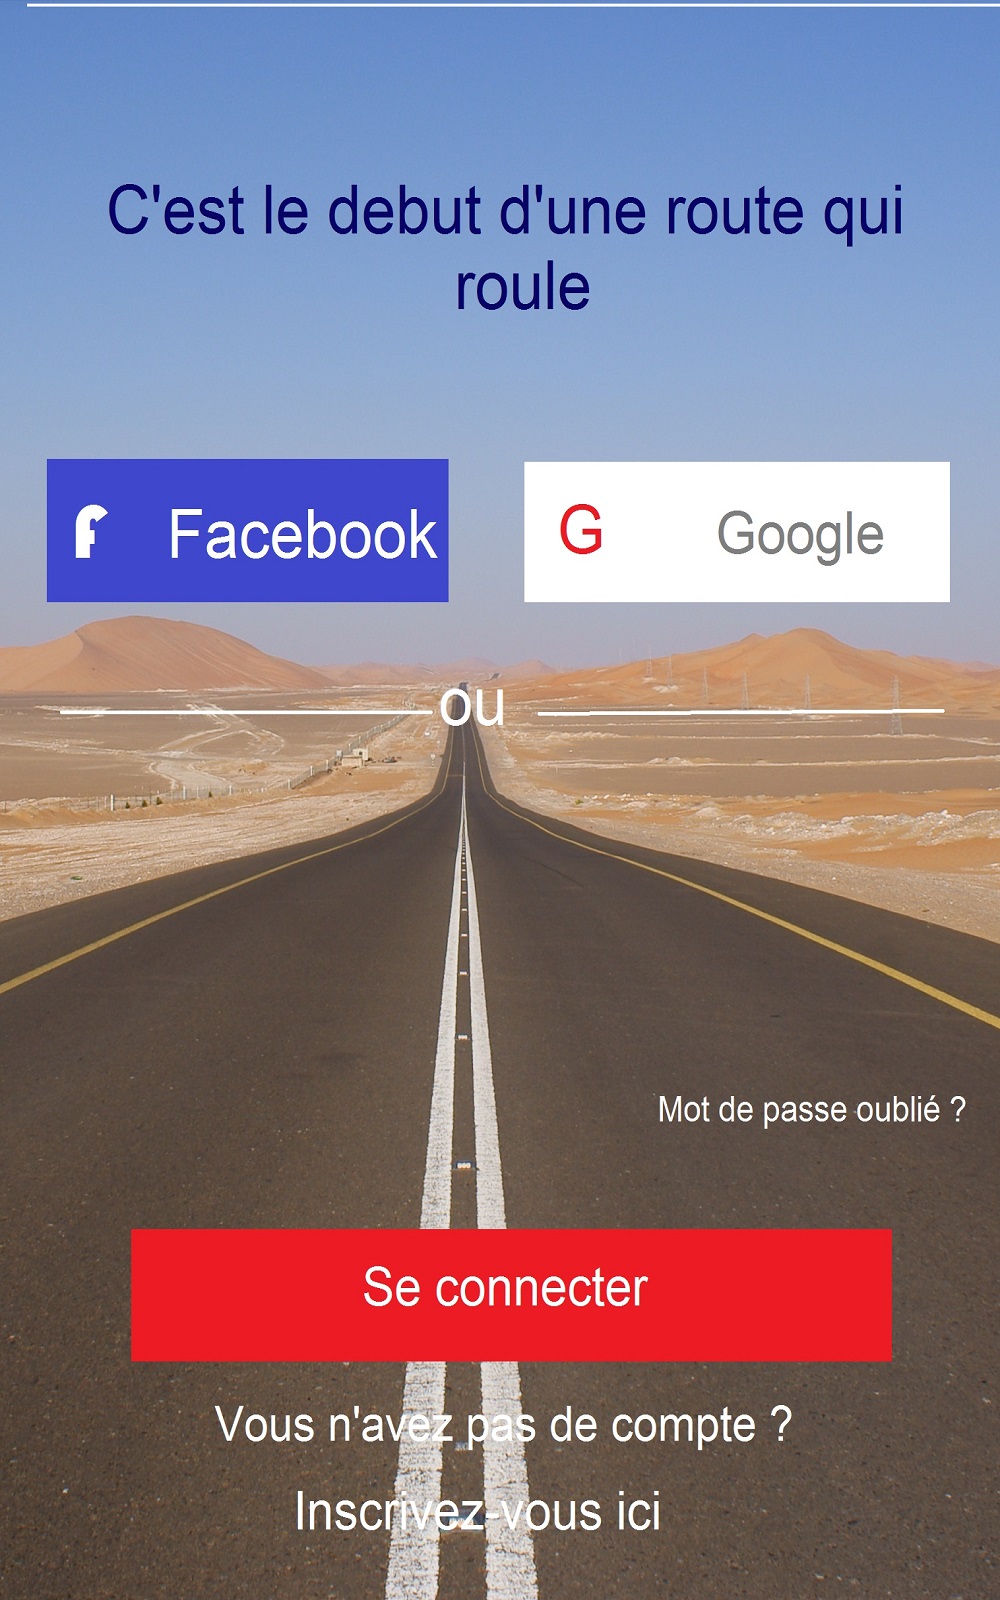 C'est le debut d'une route qui
roule
f Facebook
G Google
ou
Mot de passe oublié ?
Se connecter
Vous n'avez pas de compte ?
Inscrivez-vous ici